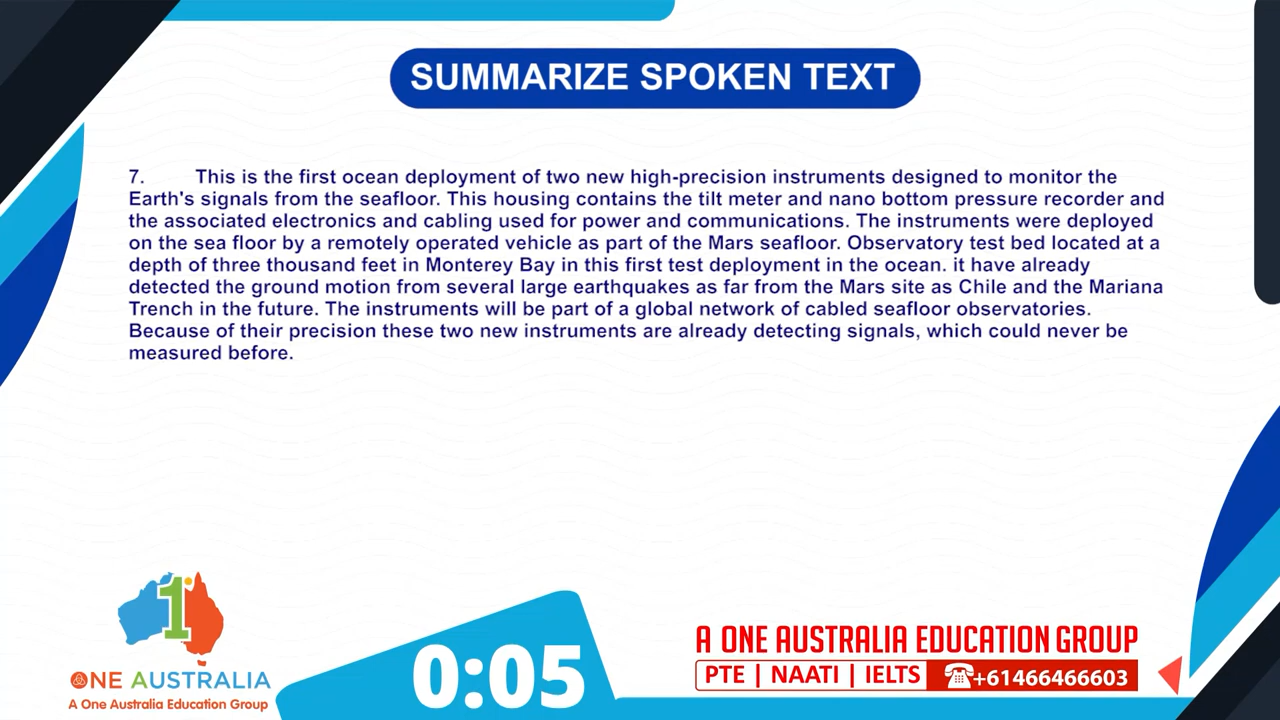 SUMMARIZE SPOKEN TEXT
7. This is the first ocean deployment of two new high-precision instruments designed to monitor the
Earth's signals from the seafloor. This housing contains the tilt meter and nano bottom pressure recorder and
the associated electronics and cabling used for power and communications. The instruments were deployed
on the sea floor by a remotely operated vehicle as part of the Mars seafloor. Observatory test bed located at a
depth of three thousand feet in Monterey Bay in this first test deployment in the ocean. it have already
detected the ground motion from several large earthquakes as far from the Mars site as Chile and the Mariana
Trench in the future. The instruments will be part of a global network of cabled seafloor observatories.
Because of their precision these two new instruments are already detecting signals, which could never be
measured before.
1
ONE AUSTRALIA
A One Australia Education Group
0:05
A ONE AUSTRALIA EDUCATION GROUP
PTE | NAATI | IELTS +61466466603